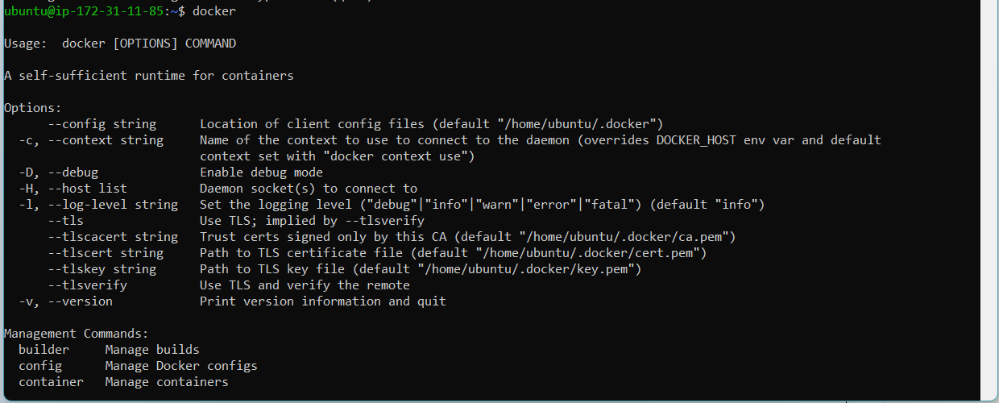 ubuntu@ip-172-31-11-85:~$ docker
Usage:  docker [OPTIONS] COMMAND
A self-sufficient runtime for containers
Options:
      --config string      Location of client config files (default "/home/ubuntu/.docker")
  -c, --context string     Name of the context to use to connect to the daemon (overrides DOCKER_HOST env var and default
                           context set with "docker context use")
  -D, --debug              Enable debug mode
  -H, --host list          Daemon socket(s) to connect to
  -l, --log-level string   Set the logging level ("debug"|"info"|"warn"|"error"|"fatal") (default "info")
      --tls                Use TLS; implied by --tlsverify
      --tlscacert string   Trust certs signed only by this CA (default "/home/ubuntu/.docker/ca.pem")
      --tlscert string     Path to TLS certificate file (default "/home/ubuntu/.docker/cert.pem")
      --tlskey string      Path to TLS key file (default "/home/ubuntu/.docker/key.pem")
      --tlsverify          Use TLS and verify the remote
  -v, --version            Print version information and quit
Management Commands:
  builder     Manage builds
  config      Manage Docker configs
  container   Manage containers